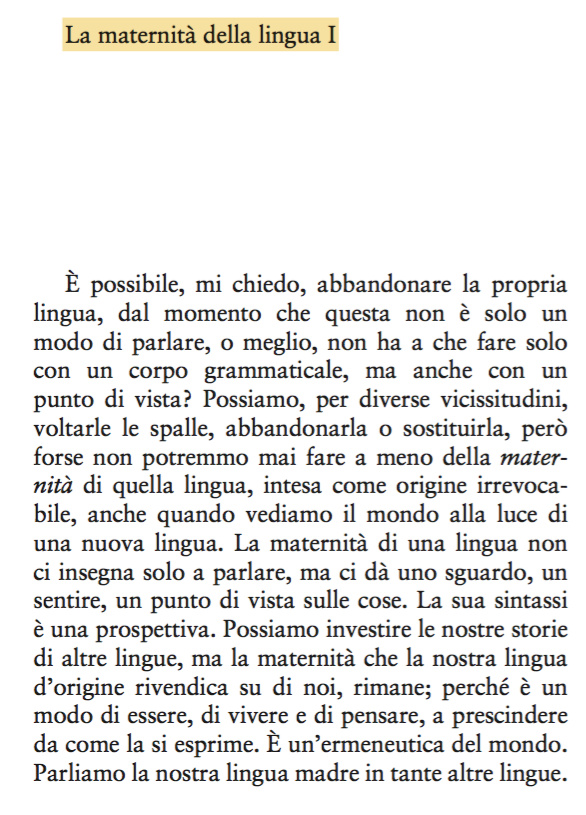 La maternità della lingua I
È possibile, mi chiedo, abbandonare la propria
lingua, dal momento che questa non è solo un
modo di parlare, o meglio, non ha a che fare solo
con un corpo grammaticale, ma anche con un
punto di vista? Possiamo, per diverse vicissitudini,
voltarle le spalle, abbandonarla o sostituirla, però
forse non potremmo mai fare a meno della mater-
nità di quella lingua, intesa come origine irrevoca-
bile, anche quando vediamo il mondo alla luce di
una nuova lingua. La maternità di una lingua non
ci insegna solo a parlare, ma ci dà uno sguardo, un
sentire, un punto di vista sulle cose. La sua sintassi
è una prospettiva. Possiamo investire le nostre storie
di altre lingue, ma la maternità che la nostra lingua
d’origine rivendica su di noi, rimane; perché è un
modo di essere, di vivere e di pensare, a prescindere
da come la si esprime. È un’ermeneutica del mondo.
Parliamo la nostra lingua madre in tante altre lingue.